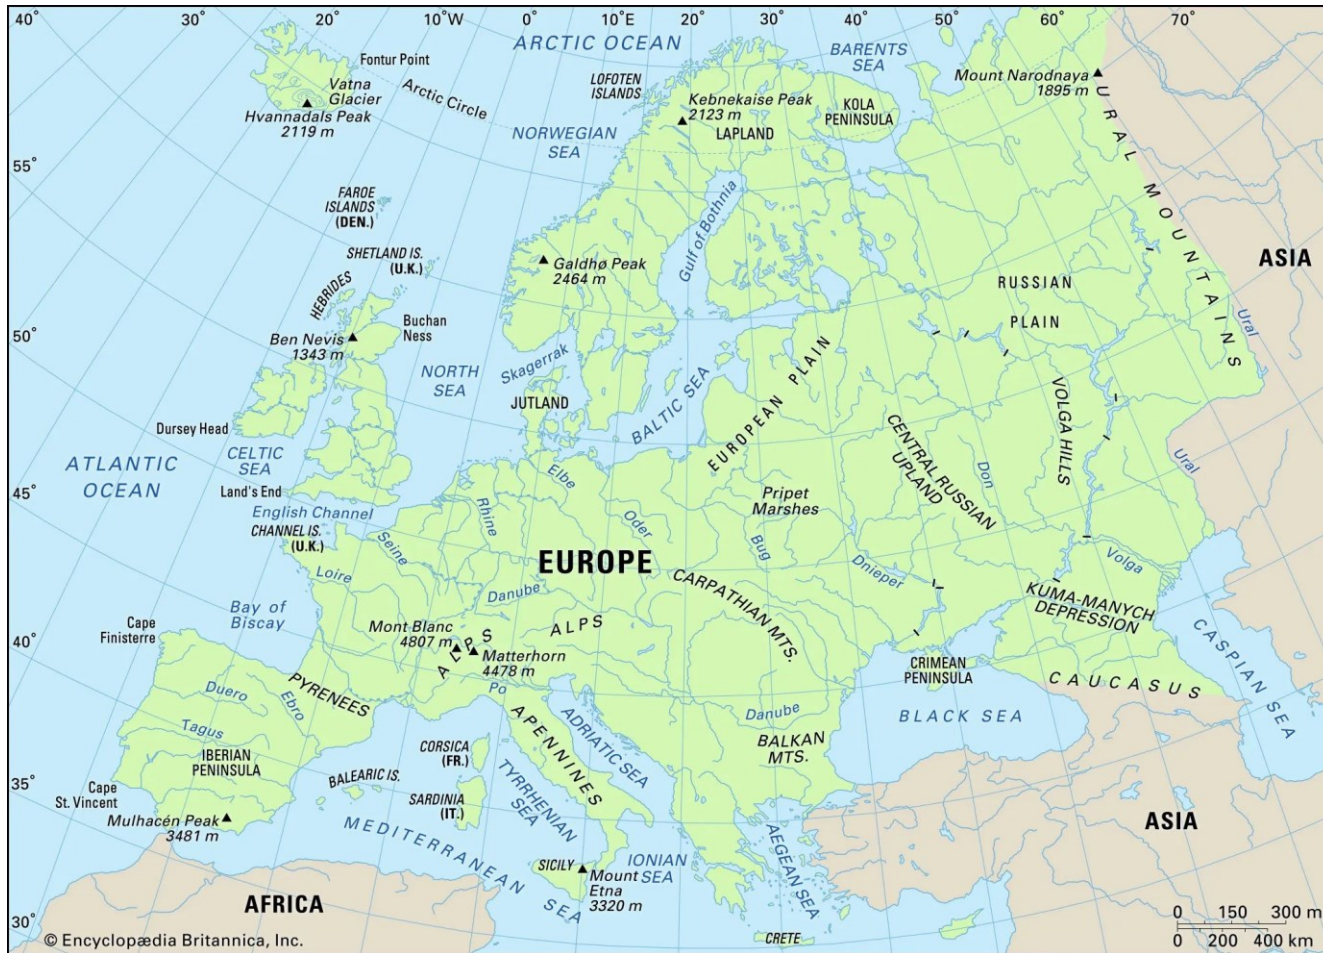 40°
30°
20°
10°W
0°
10°E
20°
30°
40°
50°
60°
70°
ARCTIC OCEAN
BARENTS
SEA
Fontur Point
Vatna
Glacier
Hvannadals Peak
2119 m
Arctic Circle
LOFOTEN
ISLANDS
Kebnekaise Peak
2123 m
LAPLAND
KOLA
PENINSULA
Mount Narodnaya
1895 m
URAL MOUNTAINS
NORWEGIAN
SEA
55°
FAROE
ISLANDS
(DEN.)
SHETLAND IS.
(U.K.)
HEBRIDES
Galdhø Peak
2464 m
Gulf of Bothnia
RUSSIAN
PLAIN
ASIA
Ural
50°
Ben Nevis
1343 m
Buchan
Ness
NORTH
SEA
Skagerrak
JUTLAND
BALTIC SEA
EUROPEAN PLAIN
VOLGA HILLS
Dursey Head
CELTIC
SEA
ATLANTIC
OCEAN
45°
Land's End
English Channel
CHANNEL IS.
(U.K.)
Elbe
Rhine
Oder
Seine
Loire
Pripet
Marshes
Bug
CENTRAL RUSSIAN
UPLAND
Don
Ural
EUROPE
Danube
Dnieper
Volga
CARPATHIAN MTS.
KUMA-MANYCH
DEPRESSION
Bay of
Biscay
Cape
Finisterre
40°
Mont Blanc
4807 m
ALPS
ALPS
Matterhorn
4478 m
Po
CRIMEAN
PENINSULA
CAUCASUS
CASPIAN SEA
PYRENEES
Duero
Ebro
Tagus
IBERIAN
PENINSULA
APENNINES
ADRIATIC SEA
Danube
BALKAN
MTS.
BLACK SEA
35°
Cape
St. Vincent
Mulhacén Peak
3481 m
BALEARIC IS.
CORSICA
(FR.)
SARDINIA
(IT.)
TYRRHENIAN
SEA
MEDITERRANEAN SEA
SICILY
Mount
Etna
3320 m
IONIAN
SEA
AEGEAN SEA
CRETE
ASIA
AFRICA
30°
0 150 300 mi
0 200 400 km
© Encyclopædia Britannica, Inc.